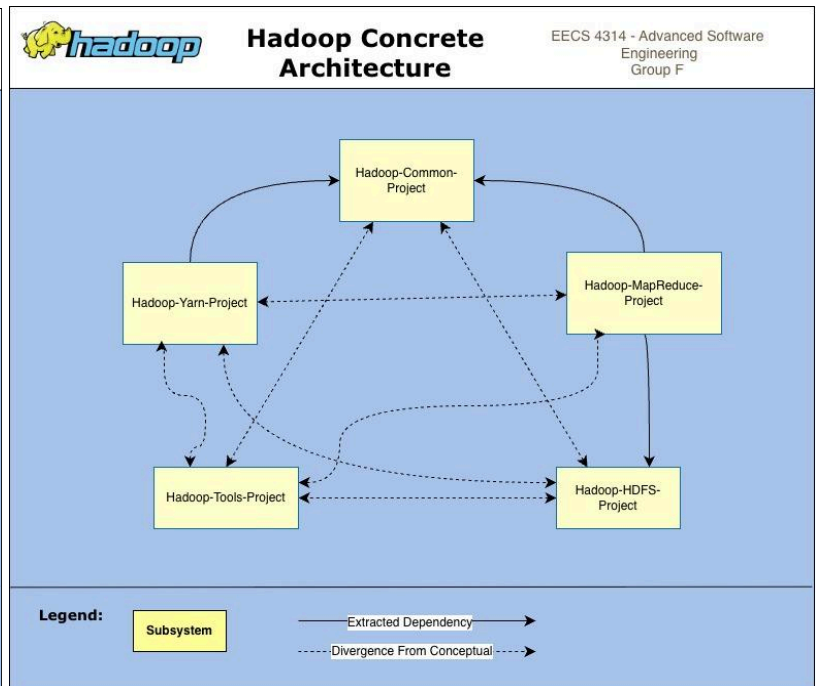 hadoop
Hadoop Concrete
Architecture
EECS 4314 - Advanced Software
Engineering
Group F
Hadoop-Common-
Project
Hadoop-Yarn-Project
Hadoop-MapReduce-
Project
Hadoop-Tools-Project
Hadoop-HDFS-
Project
Legend:
Subsystem
Extracted Dependency
Divergence From Conceptual